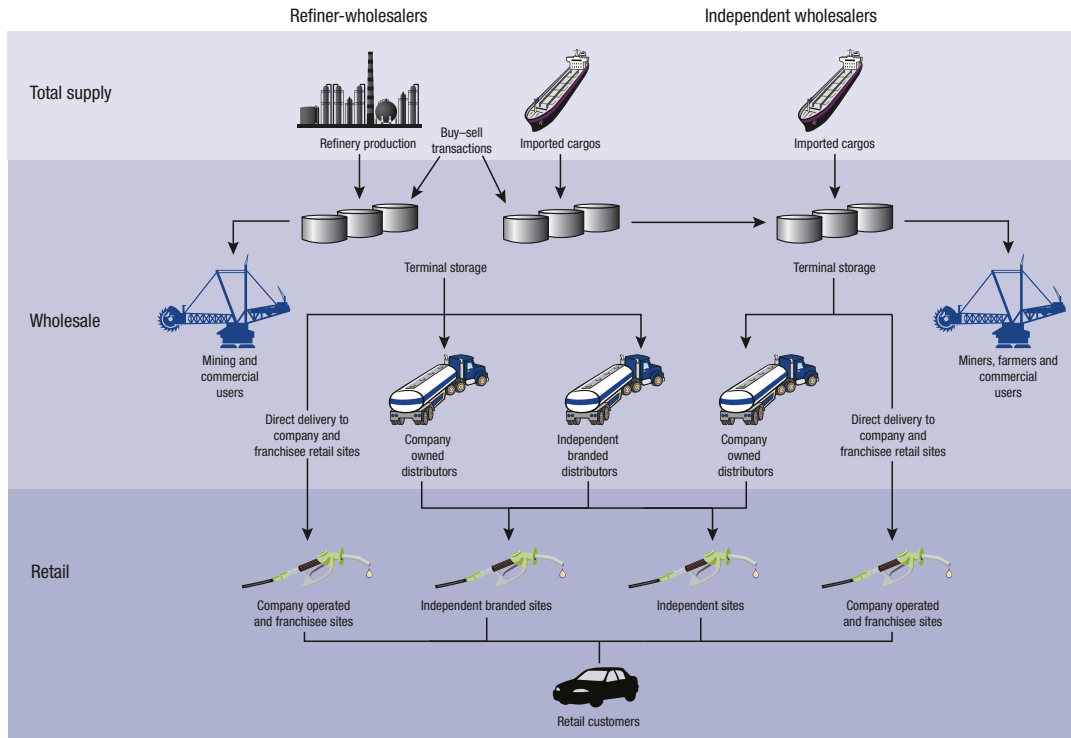 Refiner-wholesalers
Independent wholesalers
Total supply
Refinery production
Buy–sell
transactions
Imported cargos
Imported cargos
Wholesale
Terminal storage
Terminal storage
Mining and
commercial
users
Miners, farmers and
commercial
users
Direct delivery to
company and
franchisee retail sites
Company
owned
distributors
Independent
branded
distributors
Company
owned
distributors
Direct delivery to
company and
franchisee retail sites
Retail
Company operated
and franchisee sites
Independent branded sites
Independent sites
Company operated
and franchisee sites
Retail customers